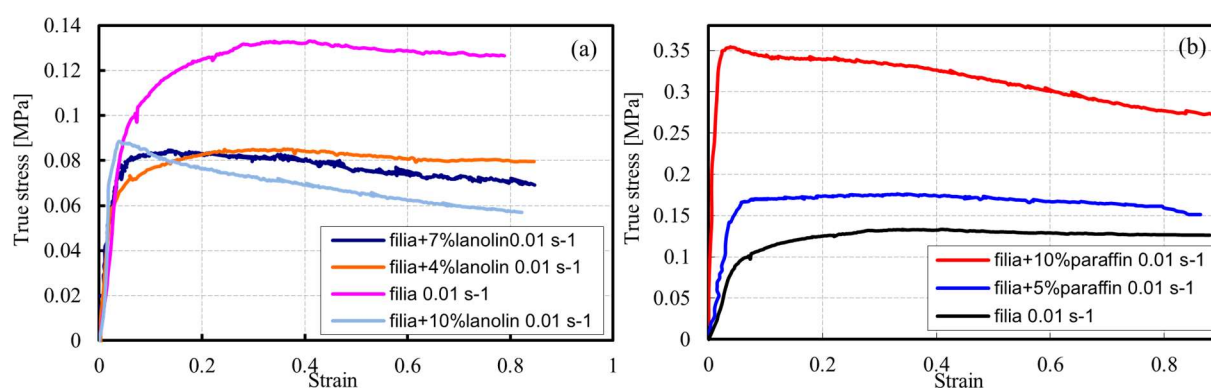 0.14
0.12
0.1
0.08
0.06
0.04
0.02
0
True stress [MPa]
(a)
filia+7%lanolin0.01 s-1
filia+4%lanolin 0.01 s-1
filia 0.01 s-1
filia+10%lanolin 0.01 s-1
0 0.2 0.4 0.6 0.8 1
Strain
0.35
0.3
0.25
0.2
0.15
0.1
0.05
0
True stress [MPa]
(b)
filia+10%paraffin 0.01 s-1
filia+5%paraffin 0.01 s-1
filia 0.01 s-1
0 0.2 0.4 0.6 0.8
Strain